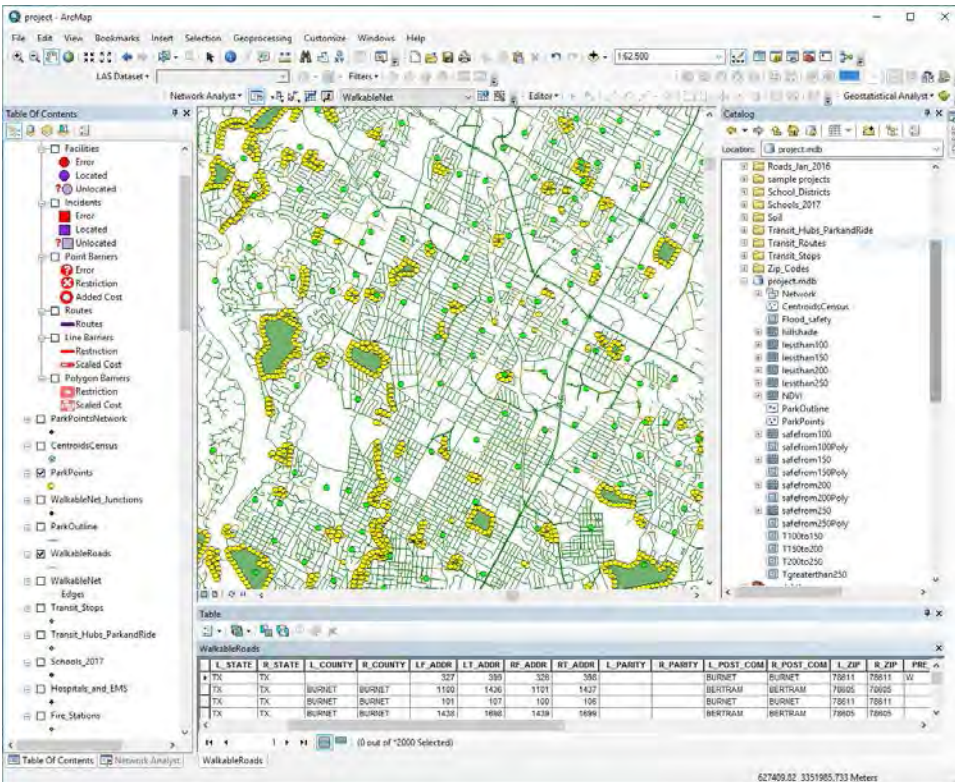 project - ArcMap
File Edit View Bookmarks Insert Selection Geoprocessing Customize Windows Help
1:62,500
LAS Dataset Filters
Network Analyst WalkableNet Editor Geostatistical Analyst
Table Of Contents
Facilities
Error
Located
Unlocated
Incidents
Error
Located
Unlocated
Point Barriers
Error
Restriction
Added Cost
Routes
Routes
Line Barriers
Restriction
Scaled Cost
Polygon Barriers
Restriction
Scaled Cost
ParkPointsNetwork
CentroidsCensus
ParkPoints
WalkableNet_Junctions
ParkOutline
WalkableRoads
WalkableNet
Edges
Transit_Stops
Transit_Hubs_ParkandRide
Schools_2017
Hospitals_and_EMS
Fire_Stations
Table Of Contents Network Analyst
Catalog
Location: project.mdb
Roads_Jan_2016
sample projects
School_Districts
Schools_2017
Soil
Transit_Hubs_ParkandRide
Transit_Routes
Transit_Stops
Zip_Codes
project.mdb
Network
CentroidsCensus
Flood_safety
hillshade
lessthan100
lessthan150
lessthan200
lessthan250
NDVI
ParkOutline
ParkPoints
safefrom100
safefrom100Poly
safefrom150
safefrom150Poly
safefrom200
safefrom200Poly
safefrom250
safefrom250Poly
T100to150
T150to200
T200to250
Tgreaterthan250
Table
WalkableRoads
L_STATE R_STATE L_COUNTY R_COUNTY LF_ADDR LT_ADDR RF_ADDR RT_ADDR L_PARITY R_PARITY L_POST_COM R_POST_COM L_ZIP R_ZIP PRE_
TX TX 327 399 326 398 BURNET BURNET 78611 78611 W
TX TX BURNET BURNET 1100 1436 1101 1437 BERTRAM BERTRAM 78605 78605
TX TX BURNET BURNET 101 107 100 106 BURNET BURNET 78611 78611
TX TX BURNET BURNET 1438 1698 1439 1699 BERTRAM BERTRAM 78605 78605
1 (0 out of *2000 Selected)
WalkableRoads
627409.82 3351985.733 Meters